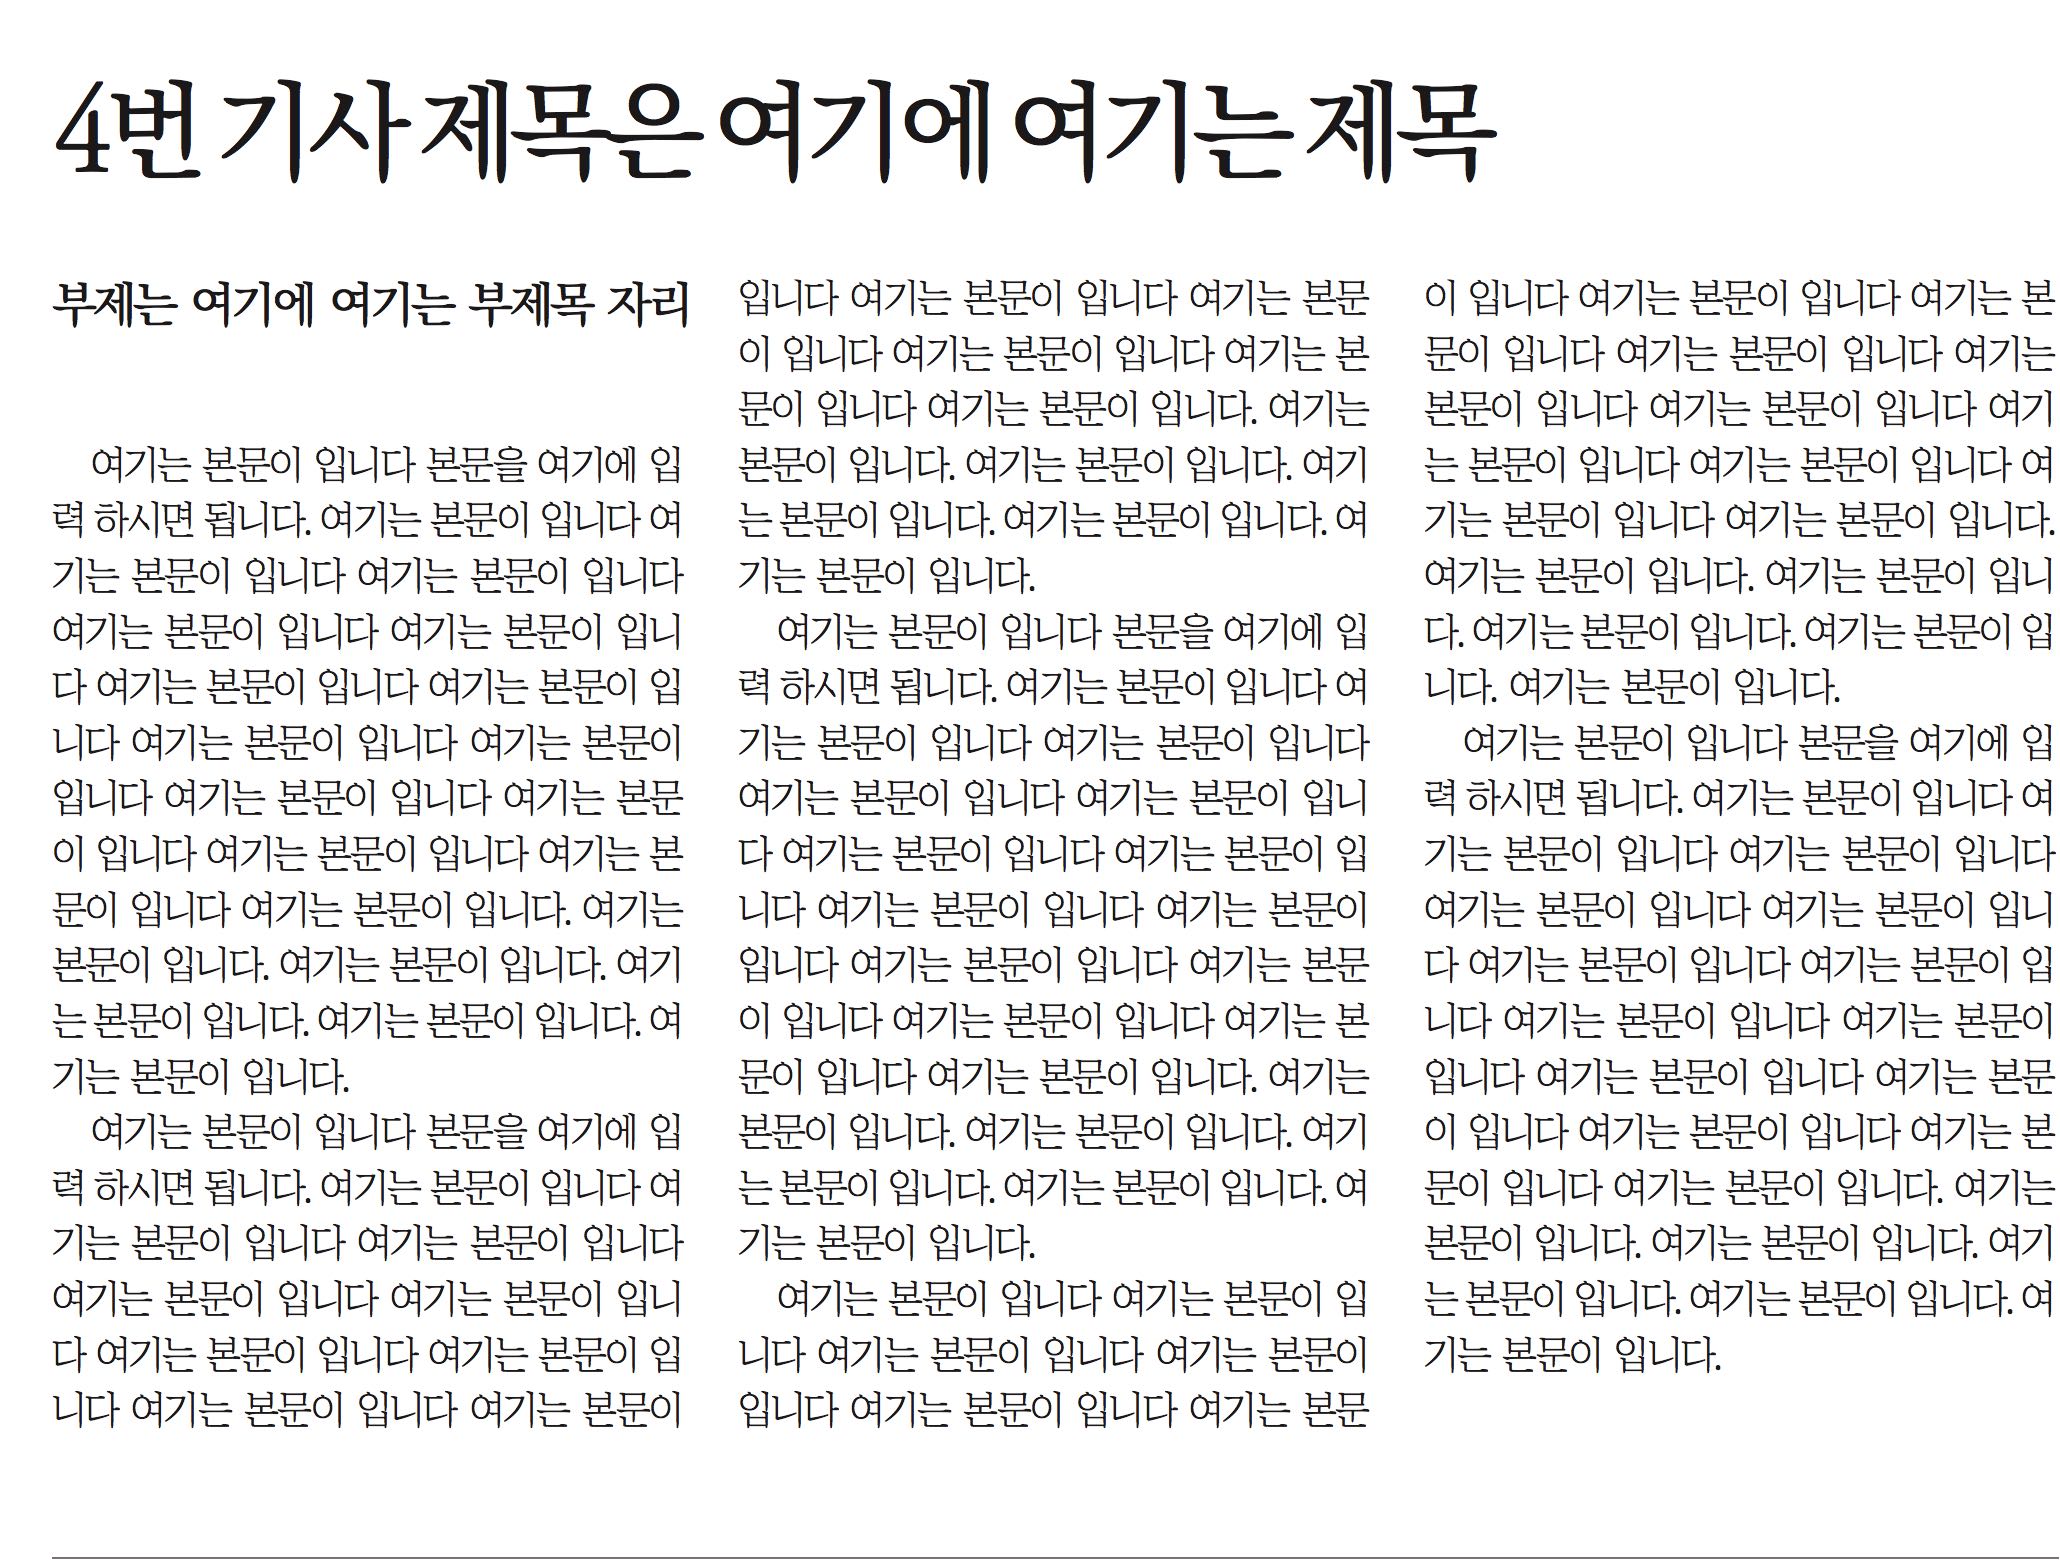 4번 기사 제목은 여기에 여기는 제목
부제는 여기에 여기는 부제목 자리
여기는 본문이 입니다 본문을 여기에 입
력 하시면 됩니다. 여기는 본문이 입니다 여
기는 본문이 입니다 여기는 본문이 입니다
여기는 본문이 입니다 여기는 본문이 입니
다 여기는 본문이 입니다 여기는 본문이 입
니다 여기는 본문이 입니다 여기는 본문이
입니다 여기는 본문이 입니다 여기는 본문
이 입니다 여기는 본문이 입니다 여기는 본
문이 입니다 여기는 본문이 입니다. 여기는
본문이 입니다. 여기는 본문이 입니다. 여기
는 본문이 입니다. 여기는 본문이 입니다. 여
기는 본문이 입니다.
여기는 본문이 입니다 본문을 여기에 입
력 하시면 됩니다. 여기는 본문이 입니다 여
기는 본문이 입니다 여기는 본문이 입니다
여기는 본문이 입니다 여기는 본문이 입니
다 여기는 본문이 입니다 여기는 본문이 입
니다 여기는 본문이 입니다 여기는 본문이
입니다 여기는 본문이 입니다 여기는 본문
이 입니다 여기는 본문이 입니다 여기는 본
문이 입니다 여기는 본문이 입니다. 여기는
본문이 입니다. 여기는 본문이 입니다. 여기
는 본문이 입니다. 여기는 본문이 입니다. 여
기는 본문이 입니다.
여기는 본문이 입니다 본문을 여기에 입
력 하시면 됩니다. 여기는 본문이 입니다 여
기는 본문이 입니다 여기는 본문이 입니다
여기는 본문이 입니다 여기는 본문이 입니
다 여기는 본문이 입니다 여기는 본문이 입
니다 여기는 본문이 입니다 여기는 본문이
입니다 여기는 본문이 입니다 여기는 본문
이 입니다 여기는 본문이 입니다 여기는 본
문이 입니다 여기는 본문이 입니다. 여기는
본문이 입니다. 여기는 본문이 입니다. 여기
는 본문이 입니다. 여기는 본문이 입니다. 여
기는 본문이 입니다.
여기는 본문이 입니다 여기는 본문이 입
니다 여기는 본문이 입니다 여기는 본문이
입니다 여기는 본문이 입니다 여기는 본문
이 입니다 여기는 본문이 입니다 여기는 본
문이 입니다 여기는 본문이 입니다 여기는
본문이 입니다 여기는 본문이 입니다 여기
는 본문이 입니다 여기는 본문이 입니다 여
기는 본문이 입니다 여기는 본문이 입니다.
여기는 본문이 입니다. 여기는 본문이 입니
다. 여기는 본문이 입니다. 여기는 본문이 입
니다. 여기는 본문이 입니다.
여기는 본문이 입니다 본문을 여기에 입
력 하시면 됩니다. 여기는 본문이 입니다 여
기는 본문이 입니다 여기는 본문이 입니다
여기는 본문이 입니다 여기는 본문이 입니
다 여기는 본문이 입니다 여기는 본문이 입
니다 여기는 본문이 입니다 여기는 본문이
입니다 여기는 본문이 입니다 여기는 본문
이 입니다 여기는 본문이 입니다 여기는 본
문이 입니다 여기는 본문이 입니다. 여기는
본문이 입니다. 여기는 본문이 입니다. 여기
는 본문이 입니다. 여기는 본문이 입니다. 여
기는 본문이 입니다.